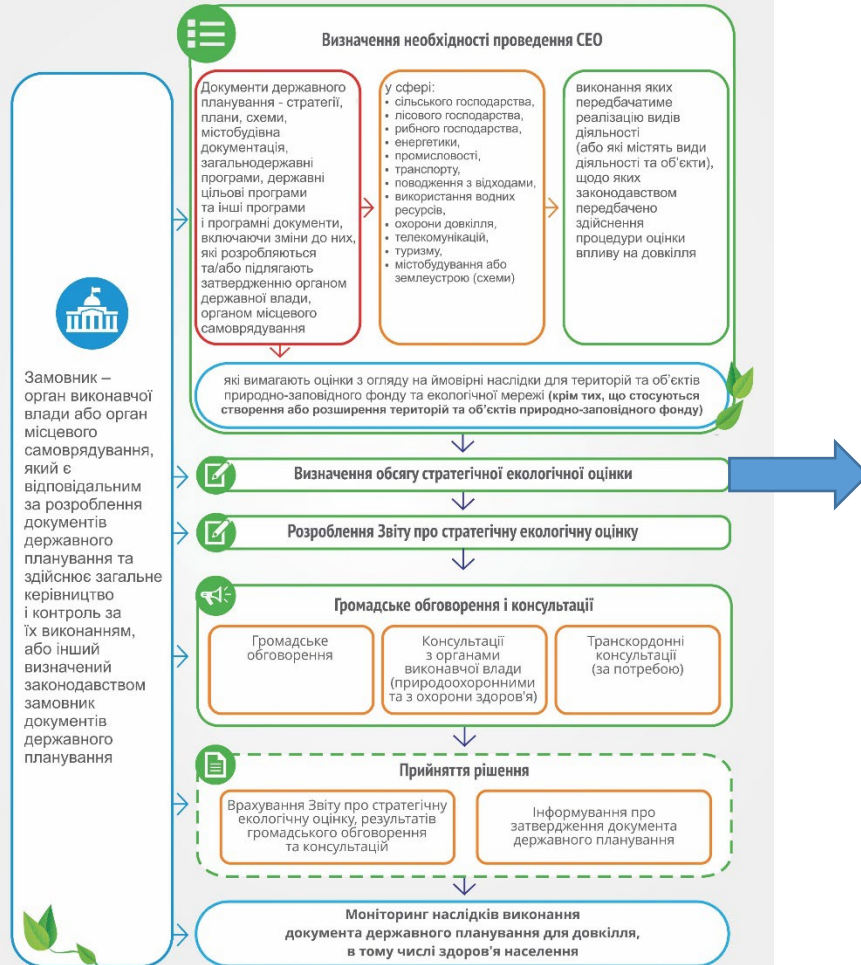 Визначення необхідності проведення СЕО
Документи державного
планування - стратегії,
плани, схеми,
містобудівна
документація,
загальнодержавні
програми, державні
цільові програми
та інші програми
і програмні документи,
включаючи зміни до них,
які розробляються
та/або підлягають
затвердженню органом
державної влади,
органом місцевого
самоврядування
у сфері:
• сільського господарства,
• лісового господарства,
• рибного господарства,
• енергетики,
• промисловості,
• транспорту,
• поводження з відходами,
• використання водних
ресурсів,
• охорони довкілля,
• телекомунікацій,
• туризму,
• містобудування або
землеустрою (схеми)
виконання яких
передбачатиме
реалізацію видів
діяльності
(або які містять види
діяльності та об'єкти),
щодо яких
законодавством
передбачено
здійснення
процедури оцінки
впливу на довкілля
які вимагають оцінки з огляду на ймовірні наслідки для територій та об'єктів
природно-заповідного фонду та екологічної мережі (крім тих, що стосуються
створення або розширення територій та об'єктів природно-заповідного фонду)
Замовник –
орган виконавчої
влади або орган
місцевого
самоврядування,
який є
відповідальним
за розроблення
документів
державного
планування та
здійснює загальне
керівництво
і контроль за
їх виконанням,
або інший
визначений
законодавством
замовник
документів
державного
планування
Визначення обсягу стратегічної екологічної оцінки
Розроблення Звіту про стратегічну екологічну оцінку
Громадське обговорення і консультації
Громадське
обговорення
Консультації
з органами
виконавчої влади
(природоохоронними
та з охорони здоров'я)
Транскордонні
консультації
(за потребою)
Прийняття рішення
Врахування Звіту про стратегічну
екологічну оцінку, результатів
громадського обговорення
та консультацій
Інформування про
затвердження документа
державного планування
Моніторинг наслідків виконання
документа державного планування для довкілля,
в тому числі здоров'я населення